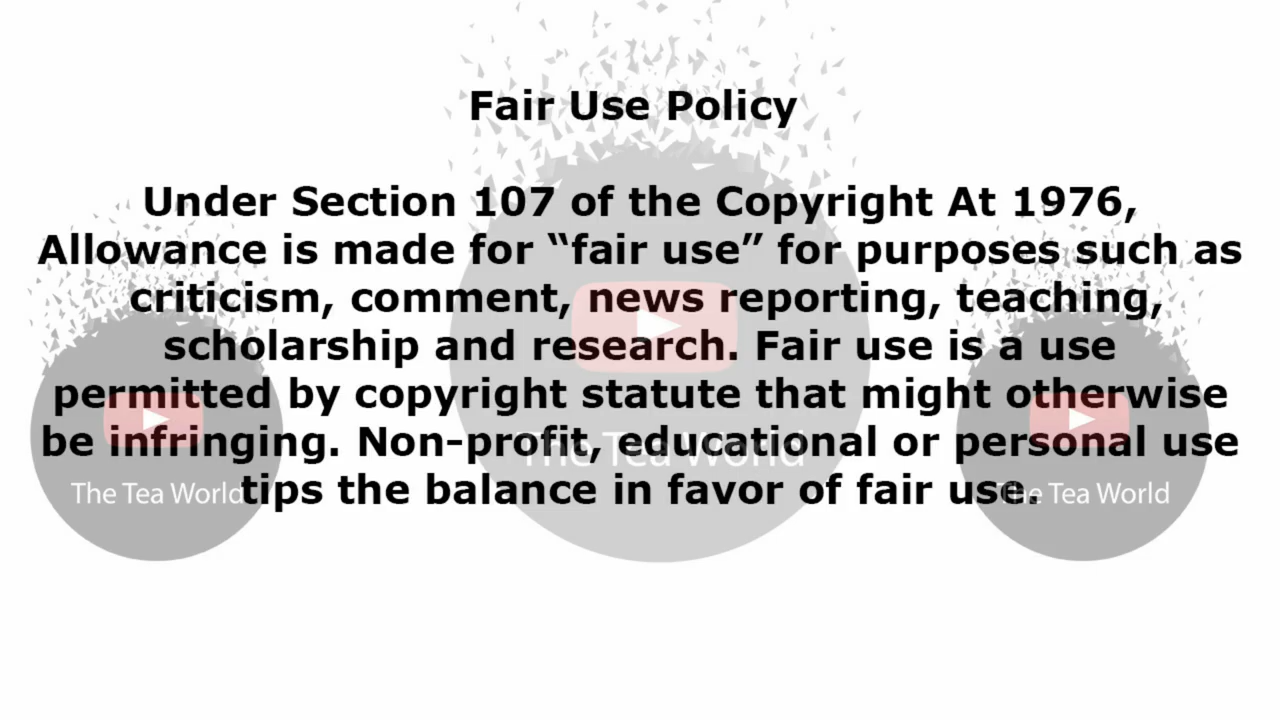 Fair Use Policy
Under Section 107 of the Copyright At 1976,
Allowance is made for “fair use” for purposes such as
criticism, comment, news reporting, teaching,
scholarship and research. Fair use is a use
permitted by copyright statute that might otherwise
be infringing. Non-profit, educational or personal use
The Tea World
tips the balance in favor of fair use.
The Tea World
The Tea World